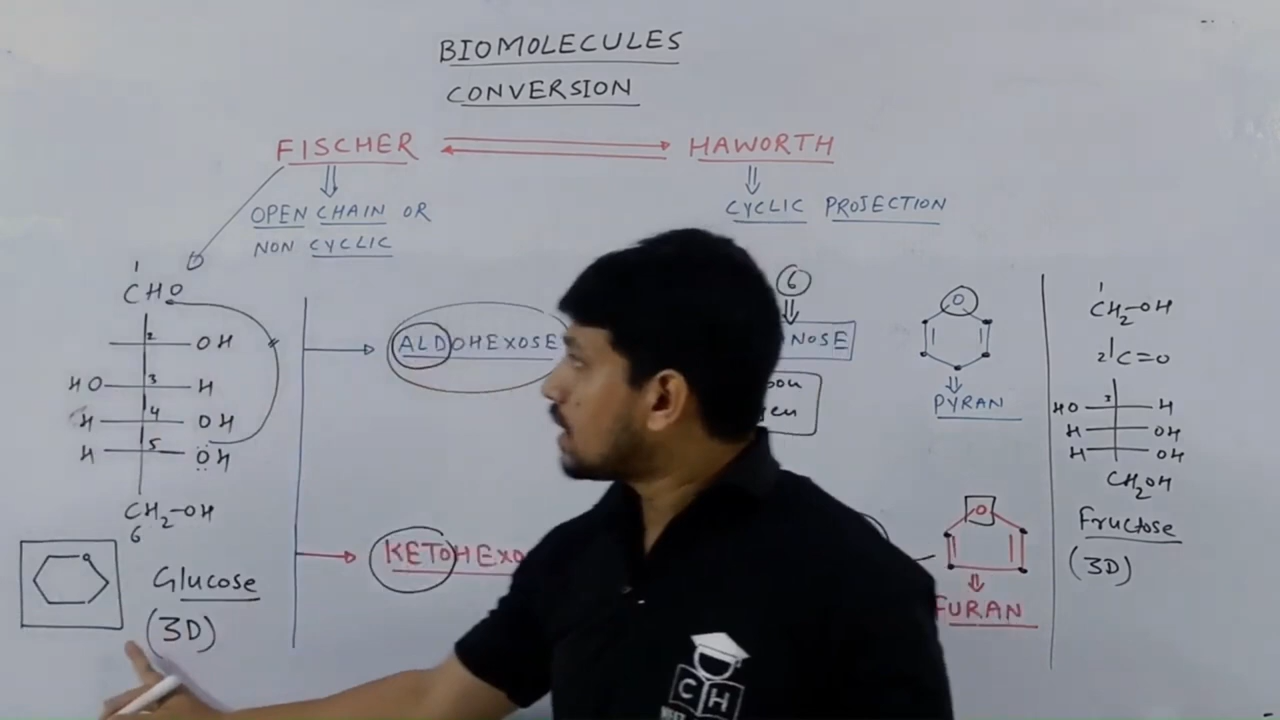 BIOMOLECULES
CONVERSION
FISCHER
HAWORTH
OPEN CHAIN OR
NON CYCLIC
CYCLIC PROJECTION
1
CHO
2 OH
HO 3 H
H 4 OH
H 5 OH
CH2-OH
6
Glucose
(3D)
ALDOHEXOSE
KETOHEXO
6
NOSE
O
PYRAN
O
FURAN
1
CH2-OH
2 C=O
HO 3 H
H OH
H OH
CH2OH
Fructose
(3D)
C H